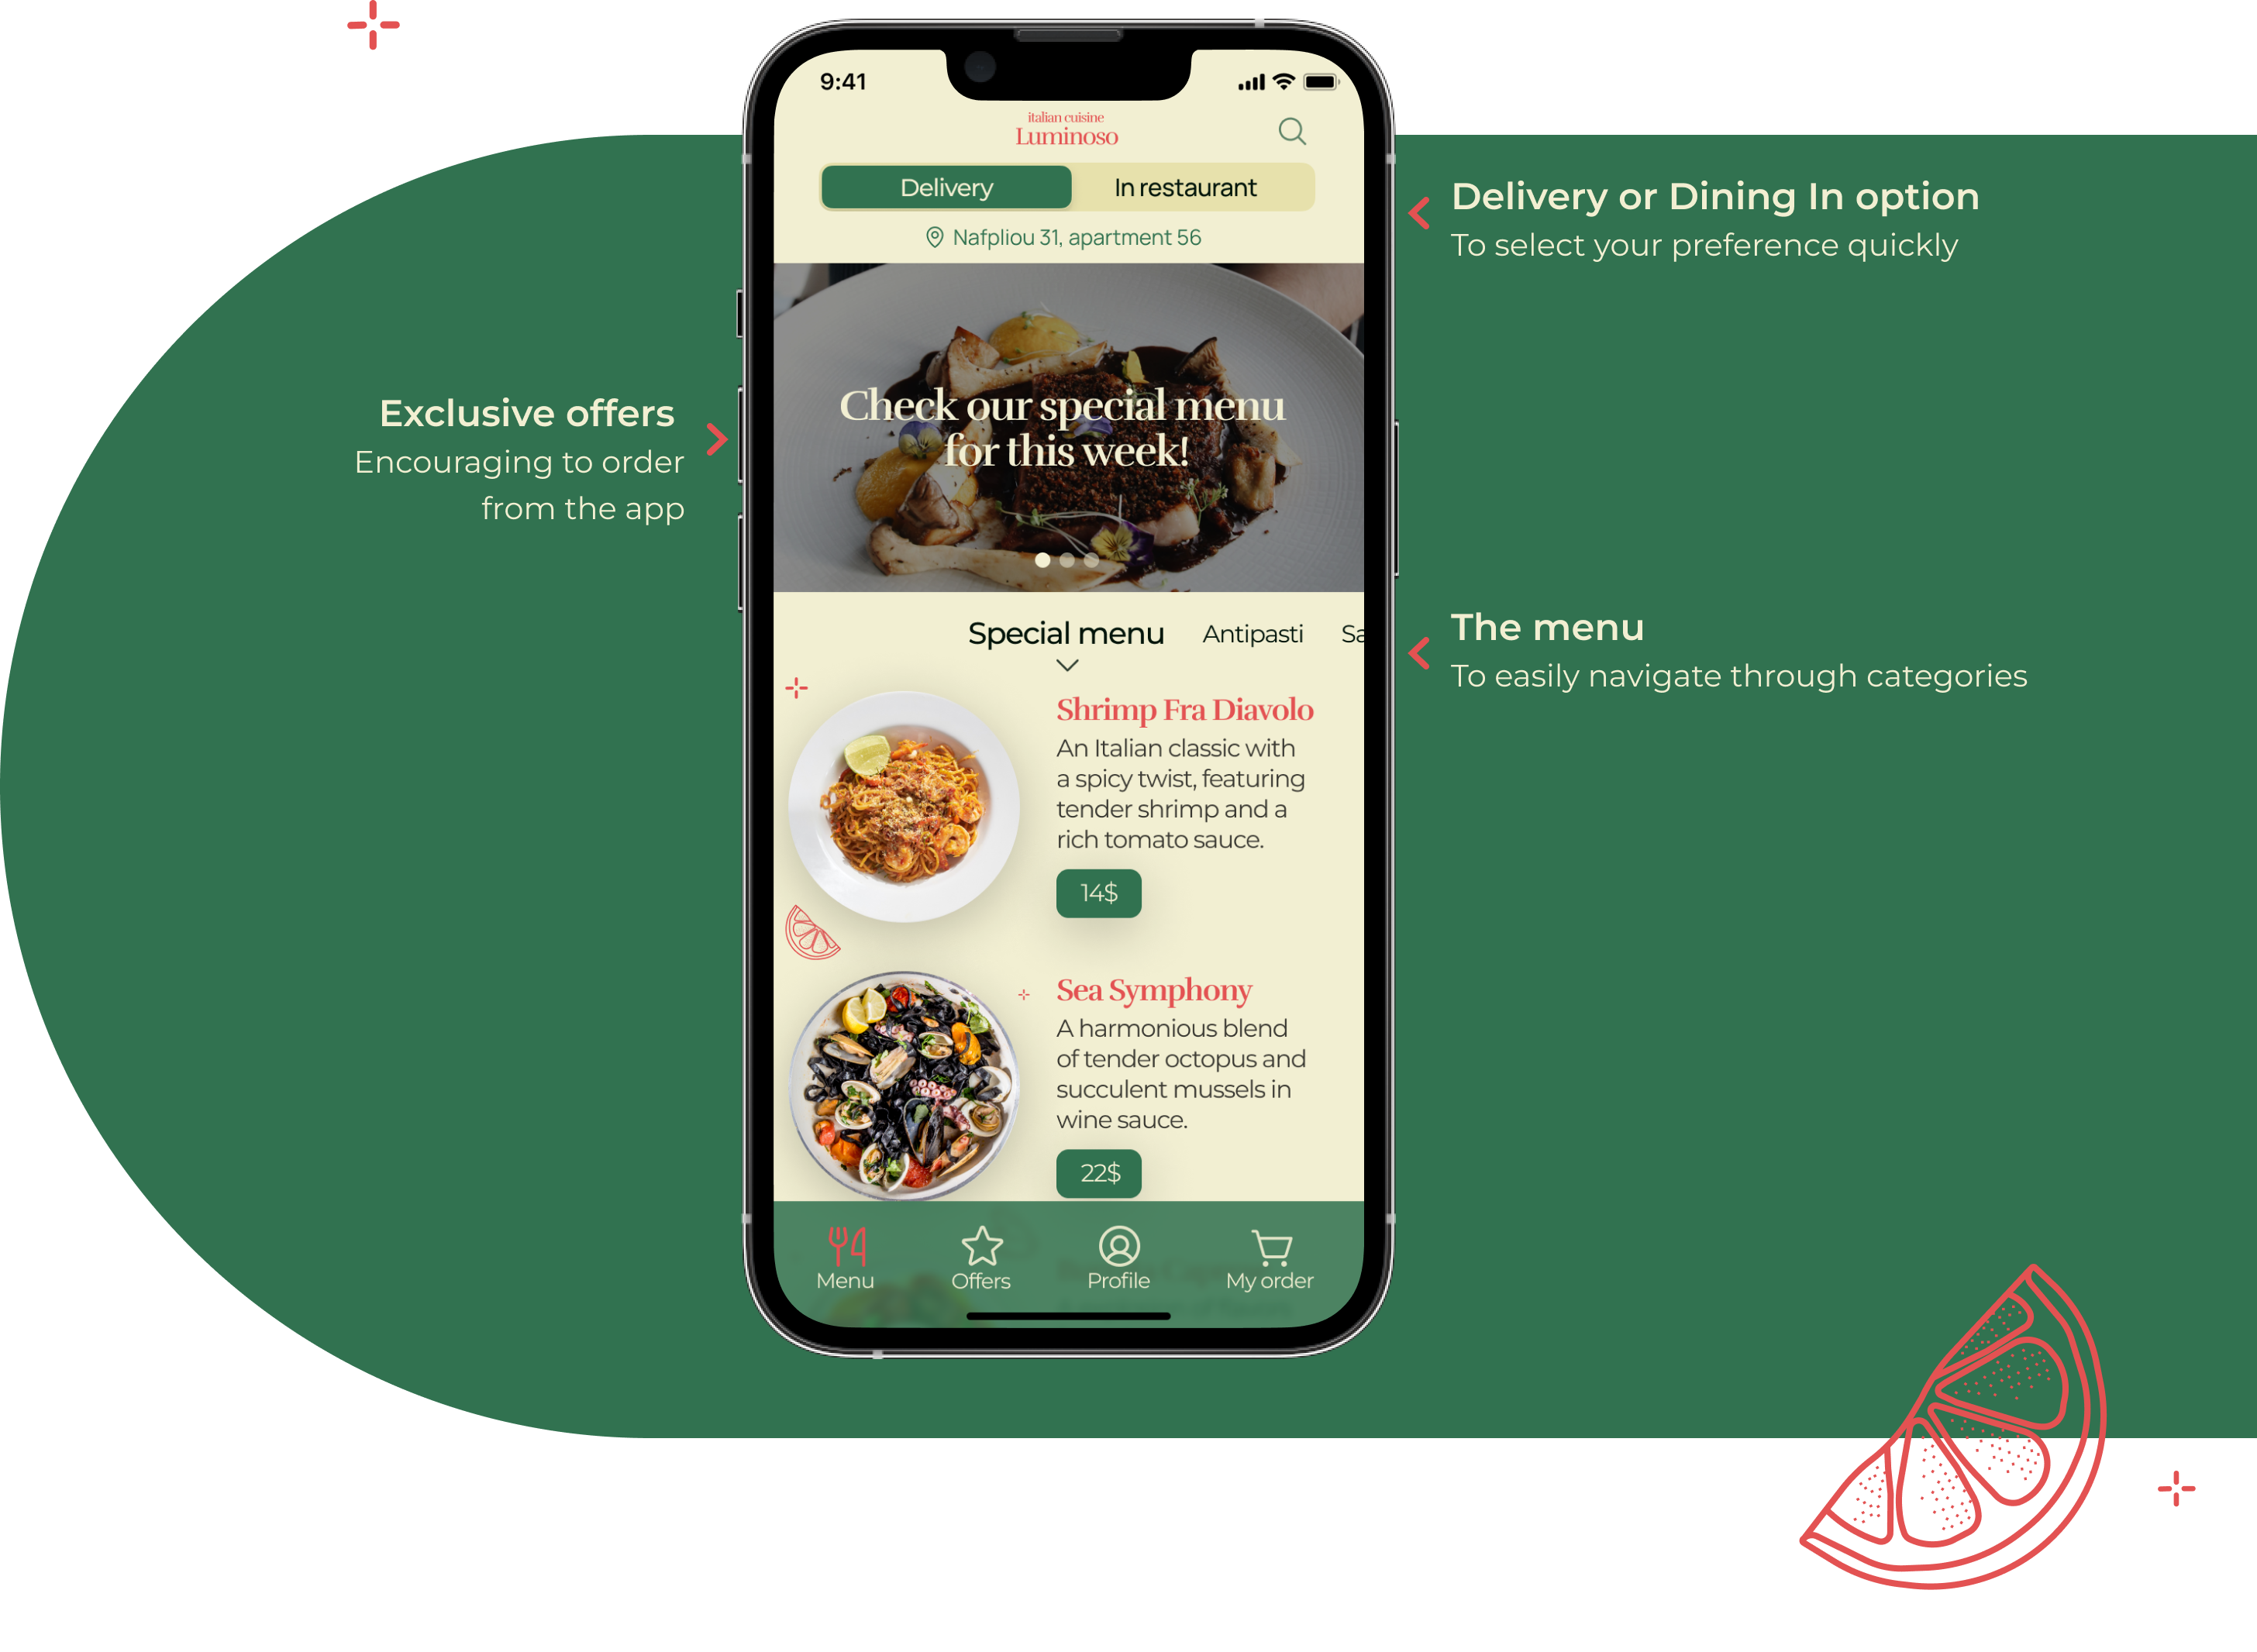 9:41
italian cuisine
Luminoso
Delivery
In restaurant
Nafpliou 31, apartment 56
Delivery or Dining In option
To select your preference quickly
Check our special menu
for this week!
Exclusive offers
Encouraging to order
from the app
Special menu
Antipasti
Sa
The menu
To easily navigate through categories
Shrimp Fra Diavolo
An Italian classic with
a spicy twist, featuring
tender shrimp and a
rich tomato sauce.
14$
Sea Symphony
A harmonious blend
of tender octopus and
succulent mussels in
wine sauce.
22$
Menu
Offers
Profile
My order